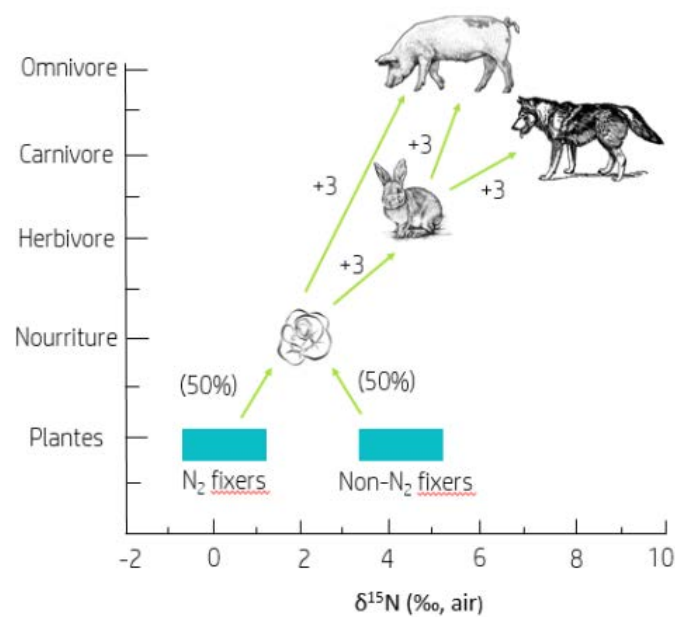 Omnivore
+3
Carnivore
+3
+3
Herbivore
+3
Nourriture
(50%)
(50%)
Plantes
N₂ fixers
Non-N₂ fixers
-2 0 2 4 6 8 10
δ¹⁵N (‰, air)